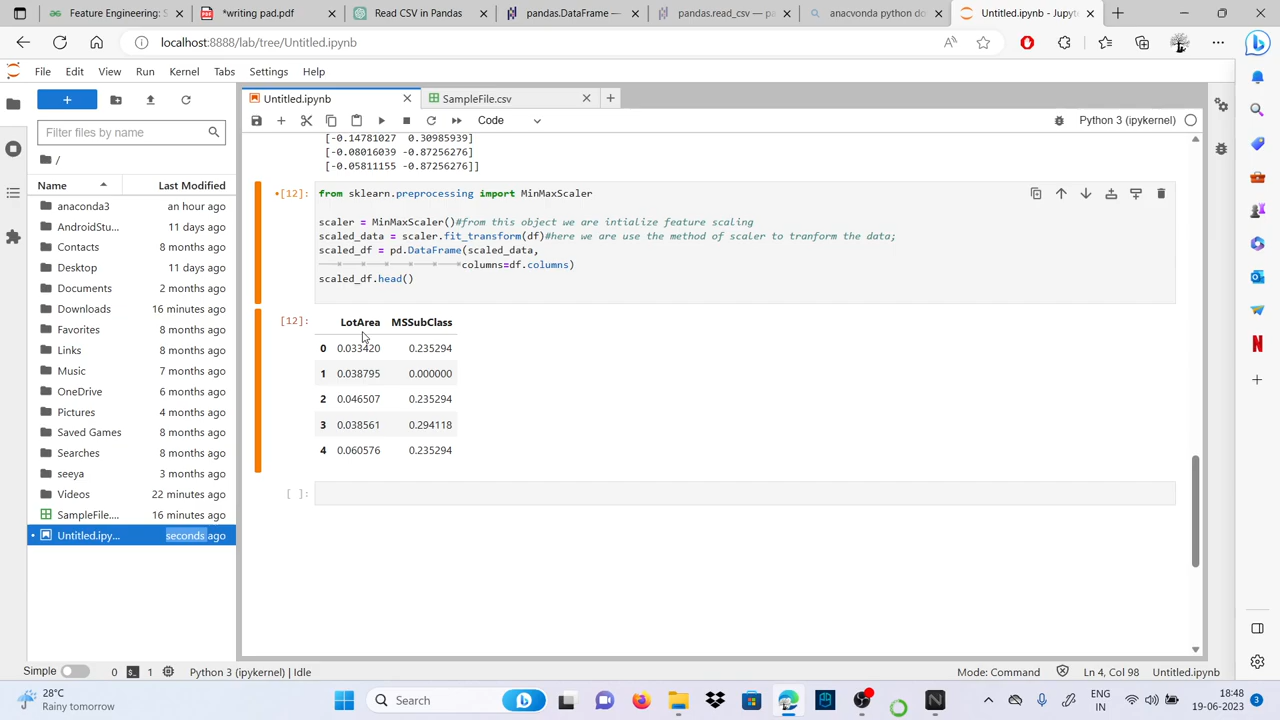 Feature Engineering: S
*writing pad.pdf
Read CSV in Pandas
pandas.DataFrame —
pandas.read_csv — pa
anacvonda python do
Untitled.ipynb - Jupyte
localhost:8888/lab/tree/Untitled.ipynb
File Edit View Run Kernel Tabs Settings Help
Untitled.ipynb
SampleFile.csv
Filter files by name
Code
Python 3 (ipykernel)
/
Name Last Modified
anaconda3 an hour ago
AndroidStu... 11 days ago
Contacts 8 months ago
Desktop 11 days ago
Documents 2 months ago
Downloads 16 minutes ago
Favorites 8 months ago
Links 8 months ago
Music 7 months ago
OneDrive 6 months ago
Pictures 4 months ago
Saved Games 8 months ago
Searches 8 months ago
seeya 3 months ago
Videos 22 minutes ago
SampleFile.... 16 minutes ago
Untitled.ipy... seconds ago
[-0.14781027 0.30985939]
[-0.08016039 -0.87256276]
[-0.05811155 -0.87256276]]
[12]: from sklearn.preprocessing import MinMaxScaler
scaler = MinMaxScaler()#from this object we are intialize feature scaling
scaled_data = scaler.fit_transform(df)#here we are use the method of scaler to tranform the data;
scaled_df = pd.DataFrame(scaled_data,
columns=df.columns)
scaled_df.head()
[12]: LotArea MSSubClass
0 0.033420 0.235294
1 0.038795 0.000000
2 0.046507 0.235294
3 0.038561 0.294118
4 0.060576 0.235294
[ ]:
Simple 0 1 Python 3 (ipykernel) | Idle
Mode: Command Ln 4, Col 98 Untitled.ipynb
28°C
Rainy tomorrow
Search
ENG
IN
18:48
19-06-2023
3